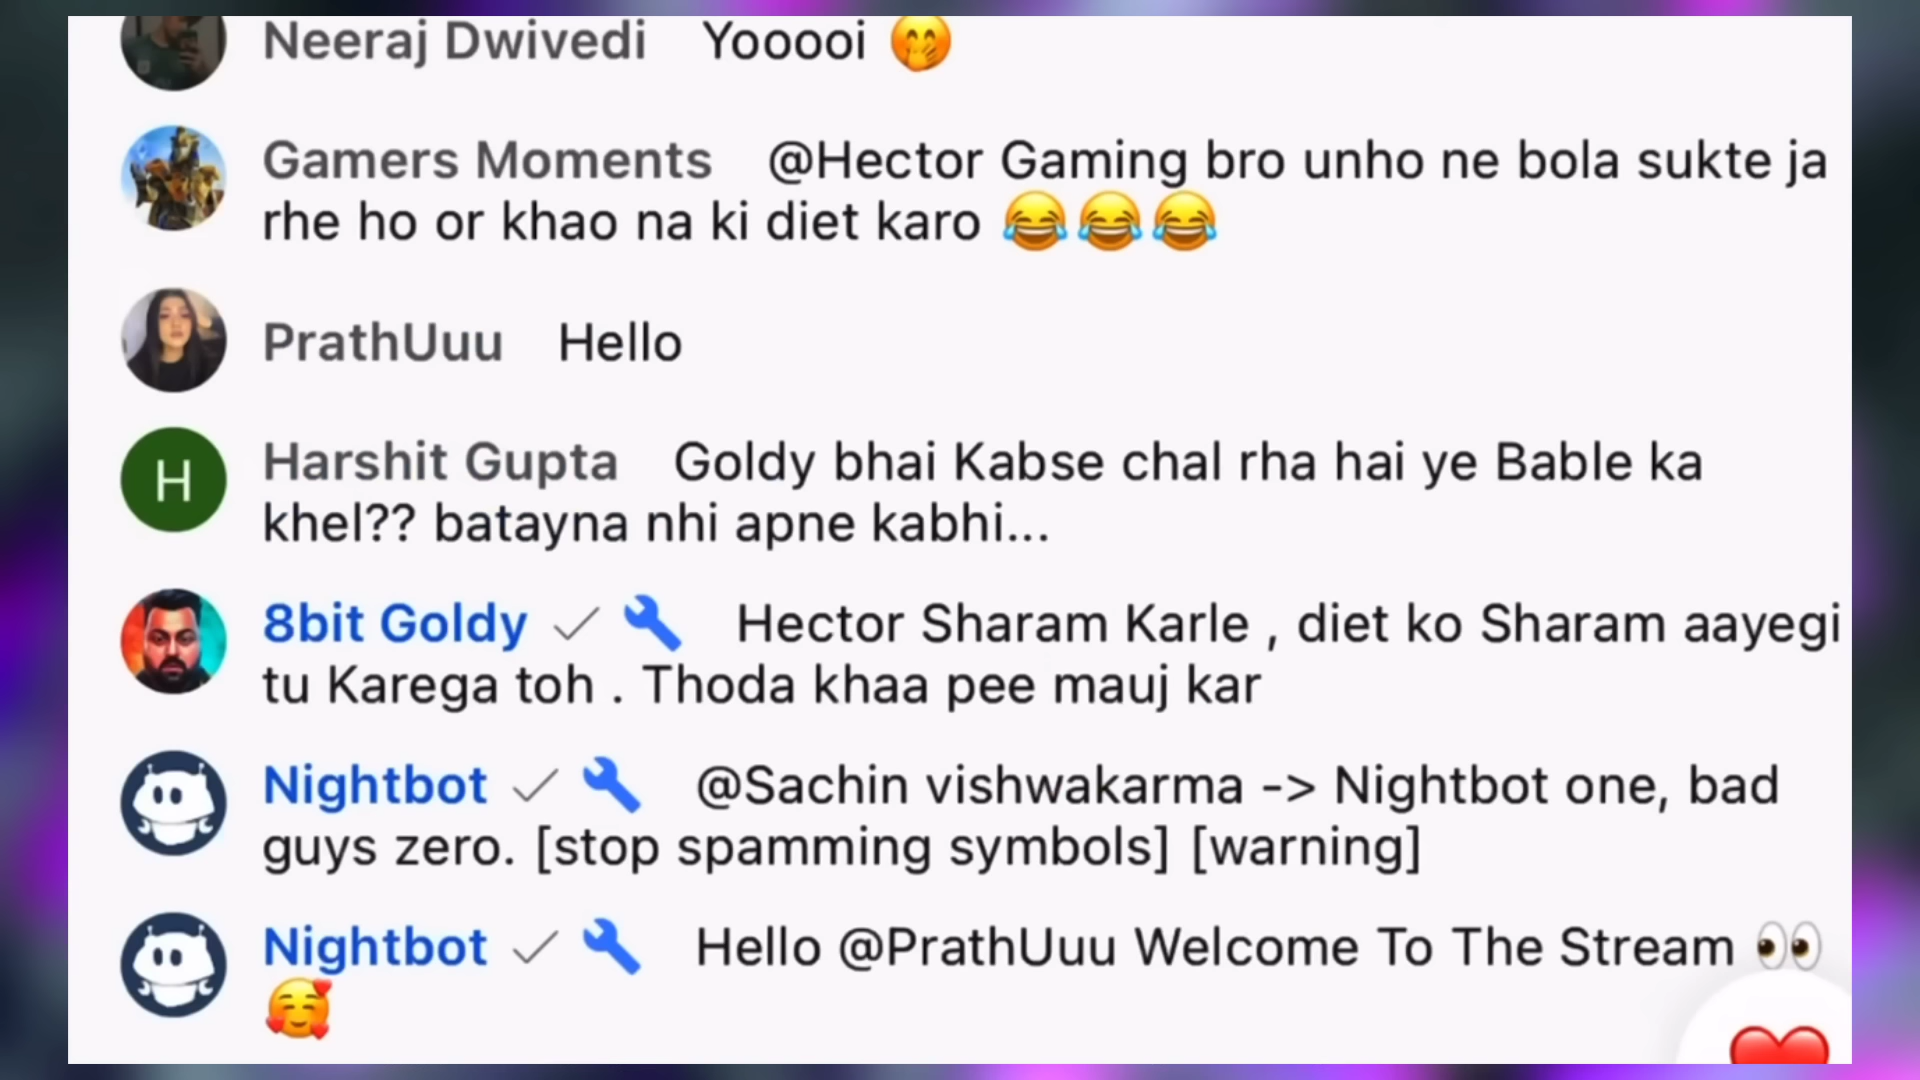 Neeraj Dwivedi Yooooi 🤭
Gamers Moments @Hector Gaming bro unho ne bola sukte ja
rhe ho or khao na ki diet karo 😂😂😂
PrathUuu Hello
H
Harshit Gupta Goldy bhai Kabse chal rha hai ye Bable ka
khel?? batayna nhi apne kabhi...
8bit Goldy Hector Sharam Karle , diet ko Sharam aayegi
tu Karega toh . Thoda khaa pee mauj kar
Nightbot @Sachin vishwakarma -> Nightbot one, bad
guys zero. [stop spamming symbols] [warning]
Nightbot Hello @PrathUuu Welcome To The Stream 👀
🥰